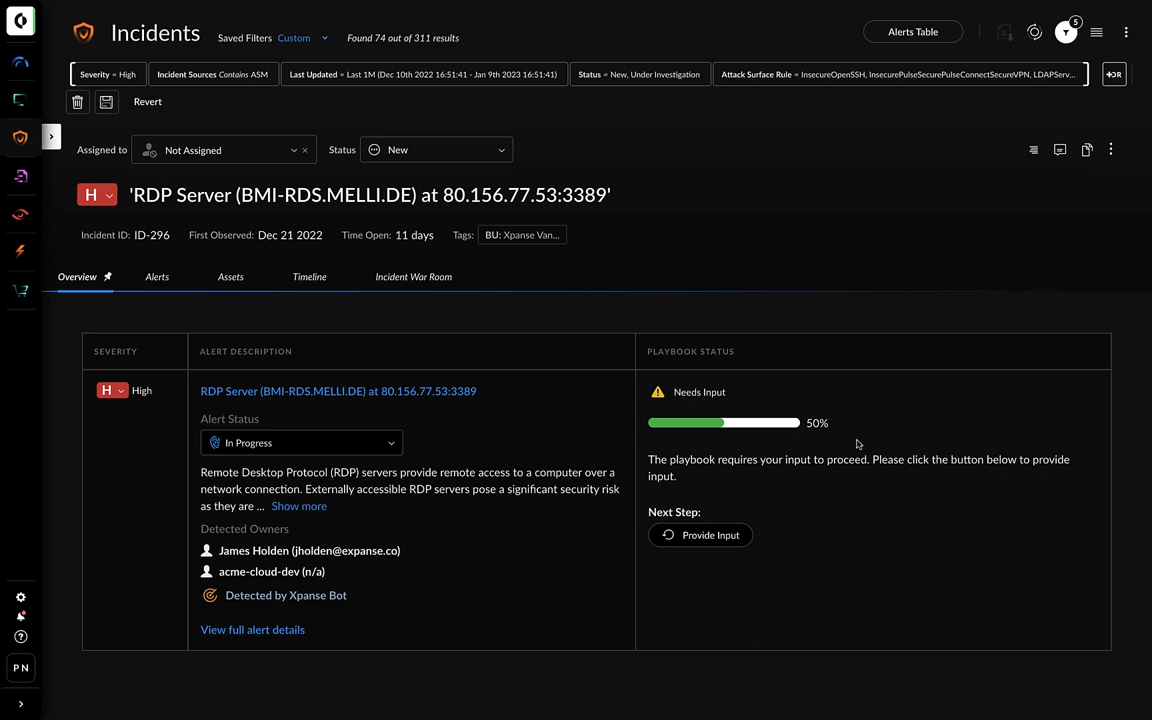 Incidents
Saved Filters Custom
Found 74 out of 311 results
Alerts Table
5
Severity = High
Incident Sources Contains ASM
Last Updated = Last 1M (Dec 10th 2022 16:51:41 - Jan 9th 2023 16:51:41)
Status = New, Under Investigation
Attack Surface Rule = InsecureOpenSSH, InsecurePulseSecurePulseConnectSecureVPN, LDAPServ...
OR
Revert
Assigned to Not Assigned
Status New
H 'RDP Server (BMI-RDS.MELLI.DE) at 80.156.77.53:3389'
Incident ID: ID-296 First Observed: Dec 21 2022 Time Open: 11 days Tags: BU: Xpanse Van...
Overview Alerts Assets Timeline Incident War Room
SEVERITY ALERT DESCRIPTION PLAYBOOK STATUS
H High
RDP Server (BMI-RDS.MELLI.DE) at 80.156.77.53:3389
Alert Status
In Progress
Remote Desktop Protocol (RDP) servers provide remote access to a computer over a
network connection. Externally accessible RDP servers pose a significant security risk
as they are ... Show more
Detected Owners
James Holden (jholden@expanse.co)
acme-cloud-dev (n/a)
Detected by Xpanse Bot
View full alert details
Needs Input
50%
The playbook requires your input to proceed. Please click the button below to provide
input.
Next Step:
Provide Input
PN